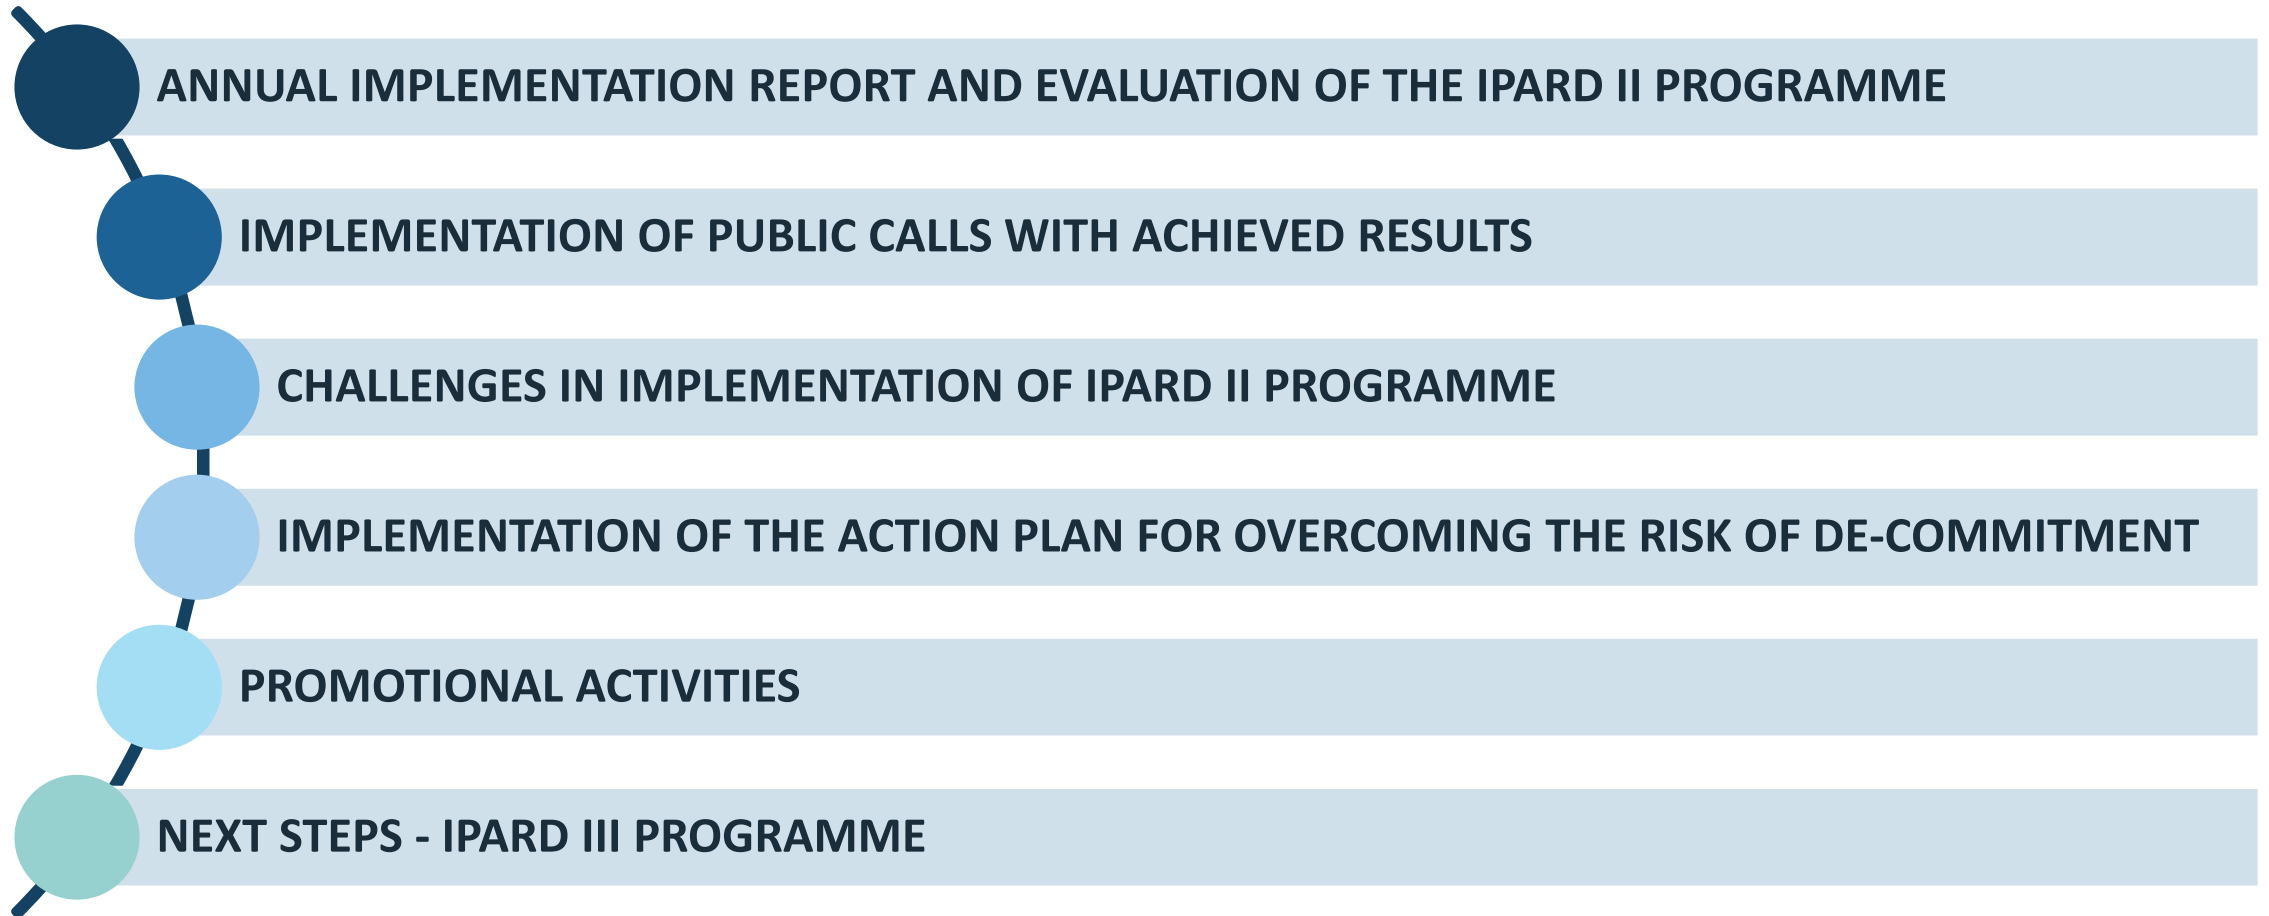 ANNUAL IMPLEMENTATION REPORT AND EVALUATION OF THE IPARD II PROGRAMME
IMPLEMENTATION OF PUBLIC CALLS WITH ACHIEVED RESULTS
CHALLENGES IN IMPLEMENTATION OF IPARD II PROGRAMME
IMPLEMENTATION OF THE ACTION PLAN FOR OVERCOMING THE RISK OF DE-COMMITMENT
PROMOTIONAL ACTIVITIES
NEXT STEPS - IPARD III PROGRAMME